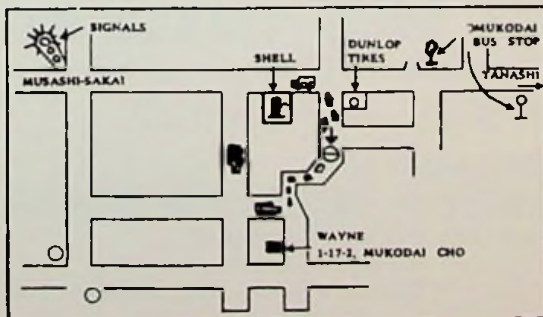 SIGNALS
MUSASHI-SAKAI
SHELL
DUNLOP
TIRES
MUKODAI
BUS STOP
TANASHI
WAYNE
1-17-2, MUKODAI CHO